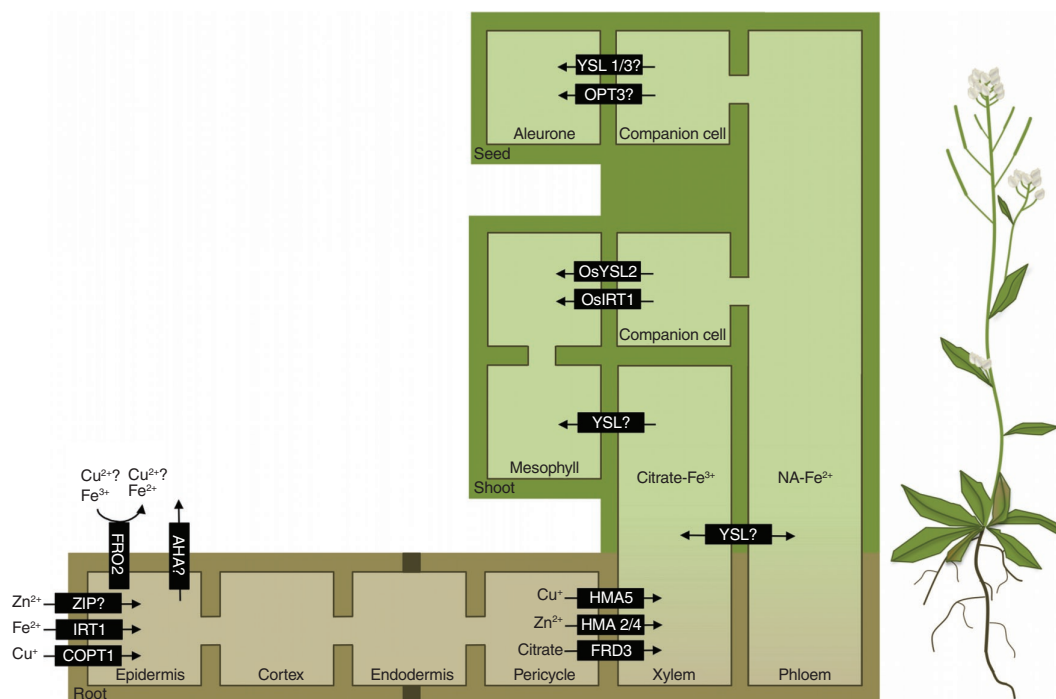 YSL 1/3?
OPT3?
Aleurone
Companion cell
Seed
OsYSL2
OsIRT1
Companion cell
YSL?
Mesophyll
Citrate-Fe³⁺
NA-Fe²⁺
Shoot
Cu²⁺?
Fe³⁺
Cu²⁺?
Fe²⁺
FRO2
AHA?
YSL?
Zn²⁺
ZIP?
Fe²⁺
IRT1
Cu⁺
COPT1
Cu⁺
HMA5
Zn²⁺
HMA 2/4
Citrate
FRD3
Epidermis
Cortex
Endodermis
Pericycle
Xylem
Phloem
Root